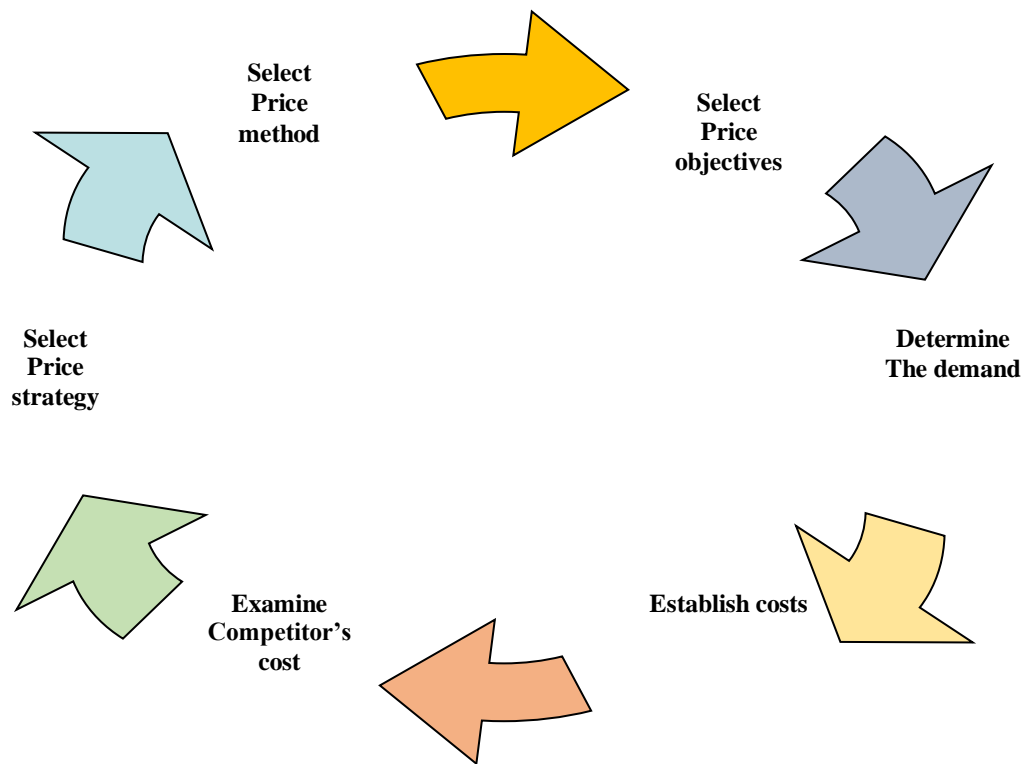 Select
Price
method
Select
Price
objectives
Determine
The demand
Establish costs
Examine
Competitor’s
cost
Select
Price
strategy